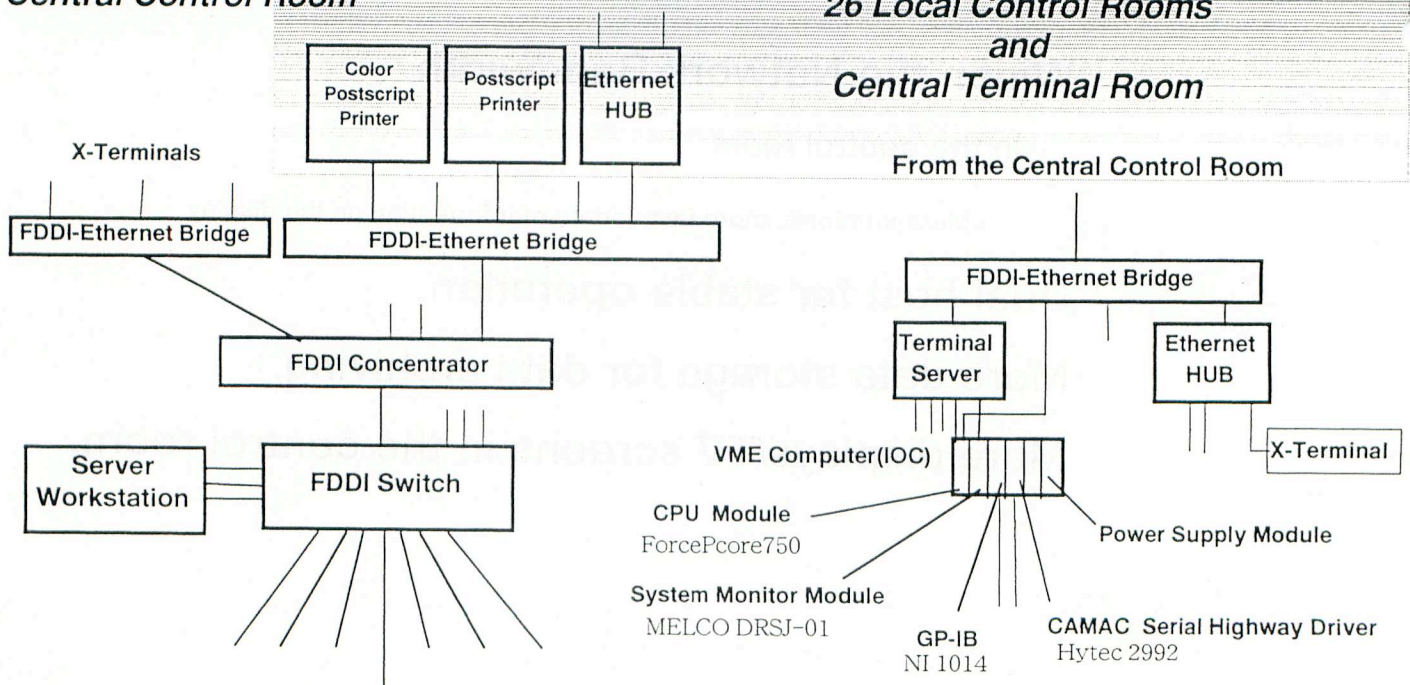 Central Control Room
26 Local Control Rooms
and
Central Terminal Room
Color
Postscript
Printer
Postscript
Printer
Ethernet
HUB
X-Terminals
FDDI-Ethernet Bridge
FDDI-Ethernet Bridge
FDDI Concentrator
Server
Workstation
FDDI Switch
From the Central Control Room
FDDI-Ethernet Bridge
Terminal
Server
Ethernet
HUB
X-Terminal
VME Computer(IOC)
CPU Module
ForcePcore750
System Monitor Module
MELCO DRSJ-01
GP-IB
NI 1014
CAMAC Serial Highway Driver
Hytec 2992
Power Supply Module